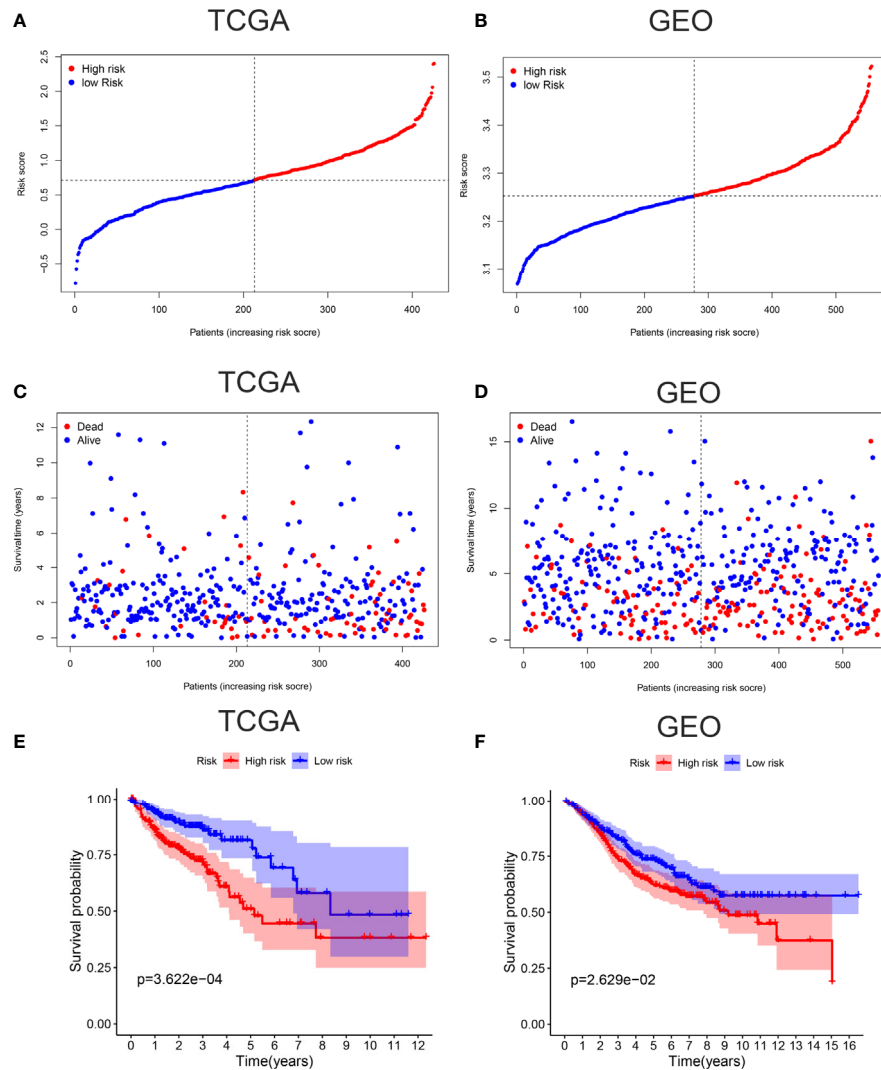 A
TCGA
High risk
low Risk
2.5
2.0
1.5
1.0
0.5
0.0
−0.5
Risk score
0 100 200 300 400
Patients (increasing risk socre)
B
GEO
High risk
low Risk
3.5
3.4
3.3
3.2
3.1
Risk score
0 100 200 300 400 500
Patients (increasing risk socre)
C
TCGA
Dead
Alive
12
10
8
6
4
2
0
Survival time (years)
0 100 200 300 400
Patients (increasing risk socre)
D
GEO
Dead
Alive
15
10
5
0
Survival time (years)
0 100 200 300 400 500
Patients (increasing risk socre)
E
TCGA
Risk High risk Low risk
1.00
0.75
0.50
0.25
0.00
Survival probability
p=3.622e−04
0 1 2 3 4 5 6 7 8 9 10 11 12
Time(years)
F
GEO
Risk High risk Low risk
1.00
0.75
0.50
0.25
0.00
Survival probability
p=2.629e−02
0 1 2 3 4 5 6 7 8 9 10 11 12 13 14 15 16
Time(years)